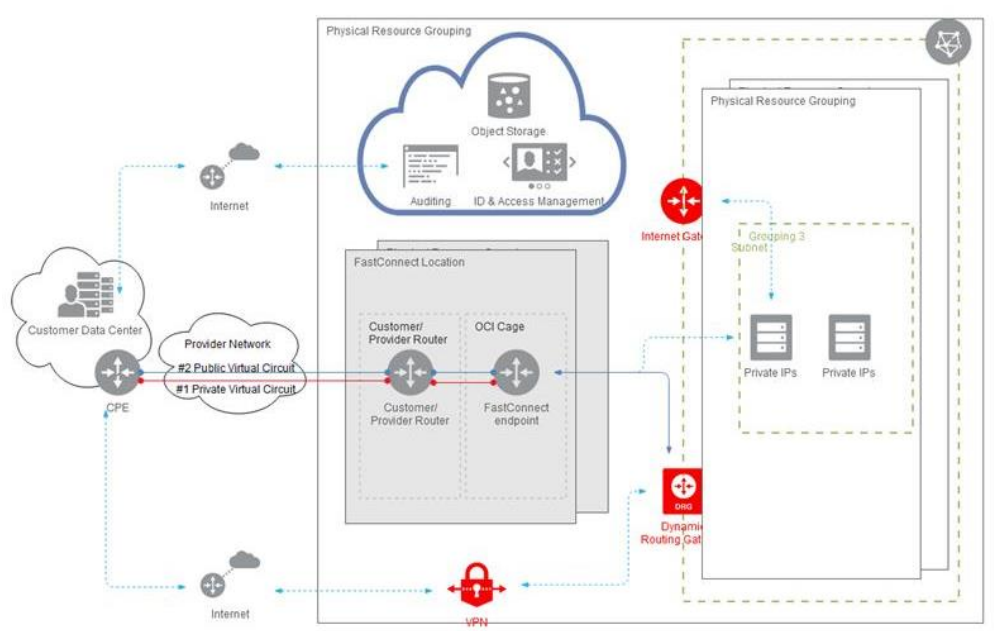 Physical Resource Grouping
Object Storage
Auditing
ID & Access Management
Internet
Physical Resource Grouping
Internet Gat
Grouping 3
Subnet
FastConnect Location
Customer Data Center
Provider Network
#2 Public Virtual Circuit
#1 Private Virtual Circuit
CPE
Customer/
Provider Router
OCI Cage
Customer/
Provider Router
FastConnect
endpoint
Private IPs
Private IPs
DRG
Dynamic
Routing Gat
Internet
VPN